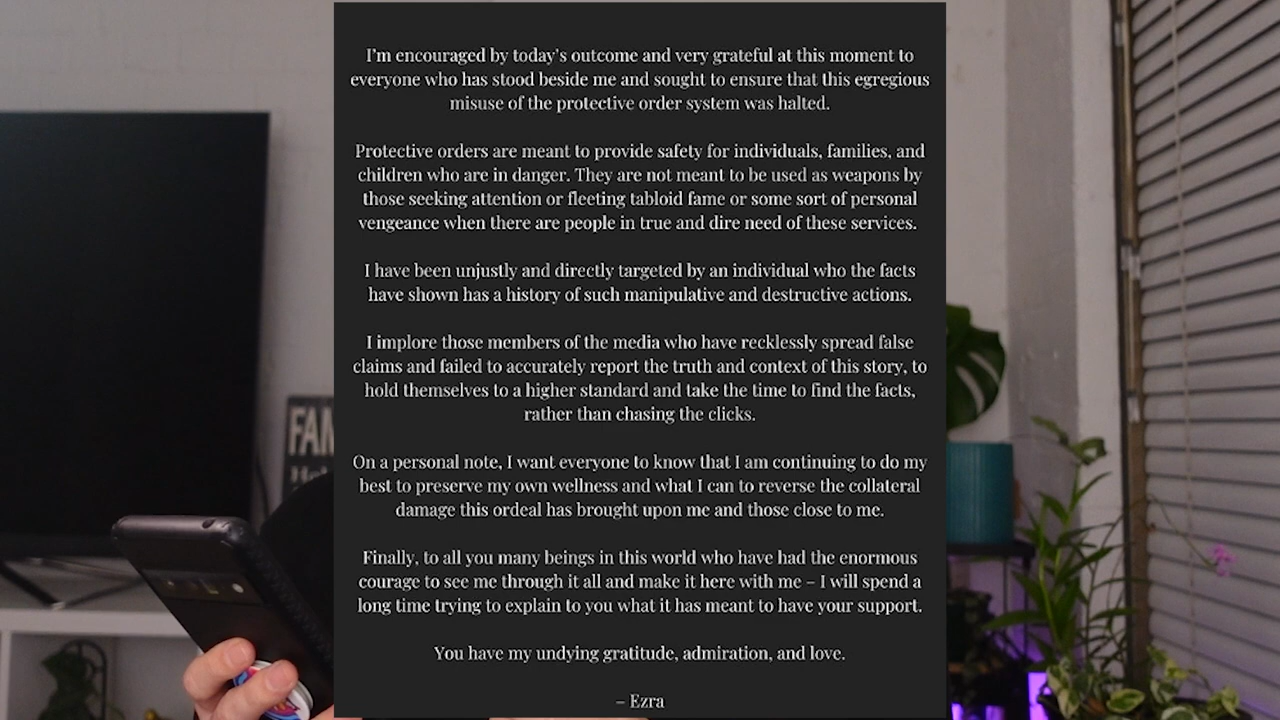 I'm encouraged by today's outcome and very grateful at this moment to
everyone who has stood beside me and sought to ensure that this egregious
misuse of the protective order system was halted.
Protective orders are meant to provide safety for individuals, families, and
children who are in danger. They are not meant to be used as weapons by
those seeking attention or fleeting tabloid fame or some sort of personal
vengeance when there are people in true and dire need of these services.
I have been unjustly and directly targeted by an individual who the facts
have shown has a history of such manipulative and destructive actions.
I implore those members of the media who have recklessly spread false
claims and failed to accurately report the truth and context of this story, to
hold themselves to a higher standard and take the time to find the facts,
rather than chasing the clicks.
On a personal note, I want everyone to know that I am continuing to do my
best to preserve my own wellness and what I can to reverse the collateral
damage this ordeal has brought upon me and those close to me.
Finally, to all you many beings in this world who have had the enormous
courage to see me through it all and make it here with me – I will spend a
long time trying to explain to you what it has meant to have your support.
You have my undying gratitude, admiration, and love.
– Ezra
FAM